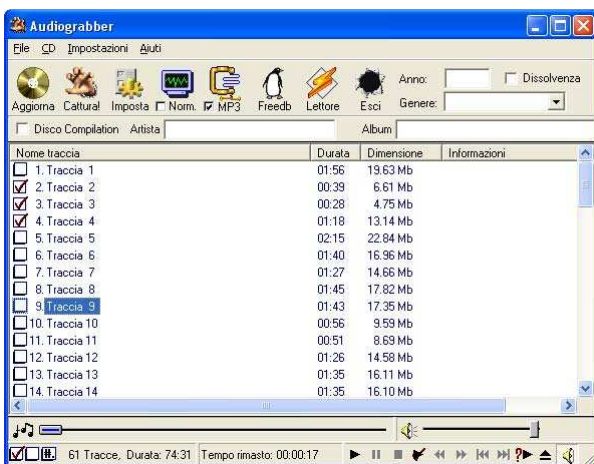 Audiograbber
File CD Impostazioni Aiuti
Aggiorna Cattura! Imposta Norm. MP3 Freedb Lettore Esci Anno: Dissolvenza
Genere:
Disco Compilation Artista Album
Nome traccia Durata Dimensione Informazioni
1. Traccia 1 01:56 19.63 Mb
2. Traccia 2 00:39 6.61 Mb
3. Traccia 3 00:28 4.75 Mb
4. Traccia 4 01:18 13.14 Mb
5. Traccia 5 02:15 22.84 Mb
6. Traccia 6 01:40 16.96 Mb
7. Traccia 7 01:27 14.66 Mb
8. Traccia 8 01:45 17.82 Mb
9. Traccia 9 01:43 17.35 Mb
10. Traccia 10 00:56 9.59 Mb
11. Traccia 11 00:51 8.69 Mb
12. Traccia 12 01:26 14.58 Mb
13. Traccia 13 01:35 16.11 Mb
14. Traccia 14 01:35 16.10 Mb
#. 61 Tracce, Durata: 74:31 Tempo rimasto: 00:00:17